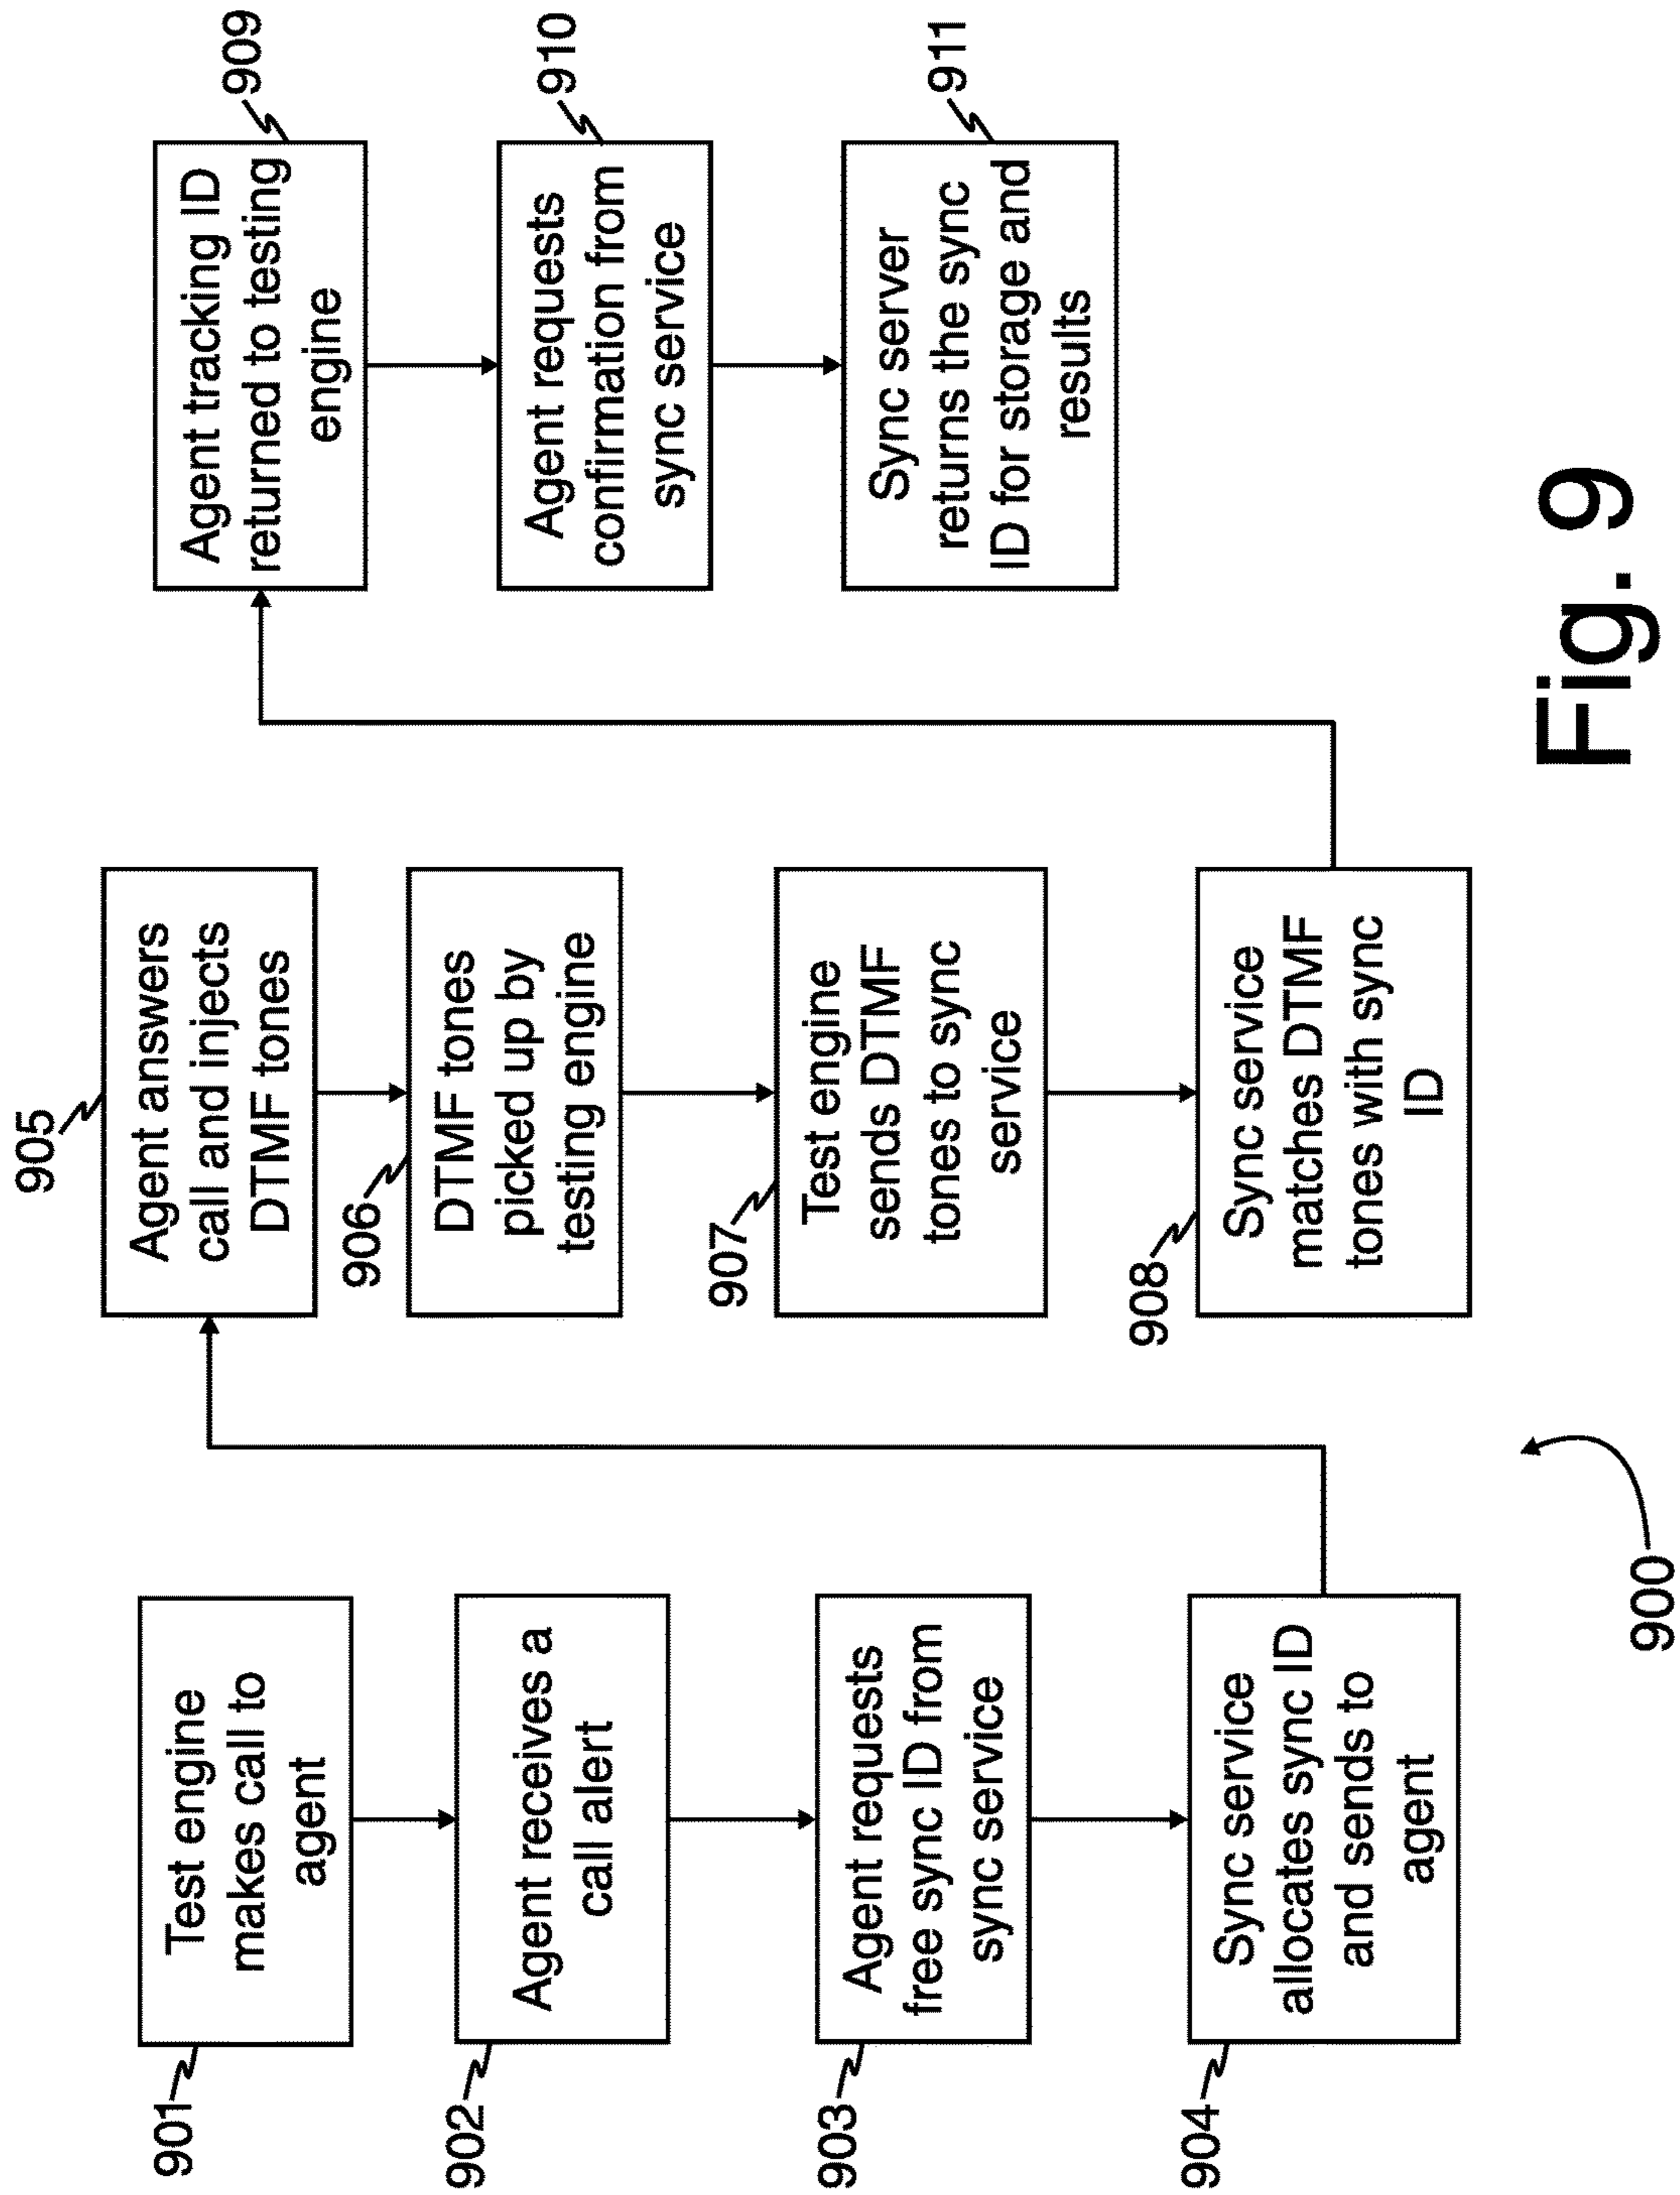 901
Test engine
makes call to
agent
902
Agent receives a
call alert
903
Agent requests
free sync ID from
sync service
904
Sync service
allocates sync ID
and sends to
agent
905
Agent answers
call and injects
DTMF tones
906
DTMF tones
picked up by
testing engine
907
Test engine
sends DTMF
tones to sync
service
908
Sync service
matches DTMF
tones with sync
ID
909
Agent tracking ID
returned to testing
engine
910
Agent requests
confirmation from
sync service
911
Sync server
returns the sync
ID for storage and
results
900
Fig. 9